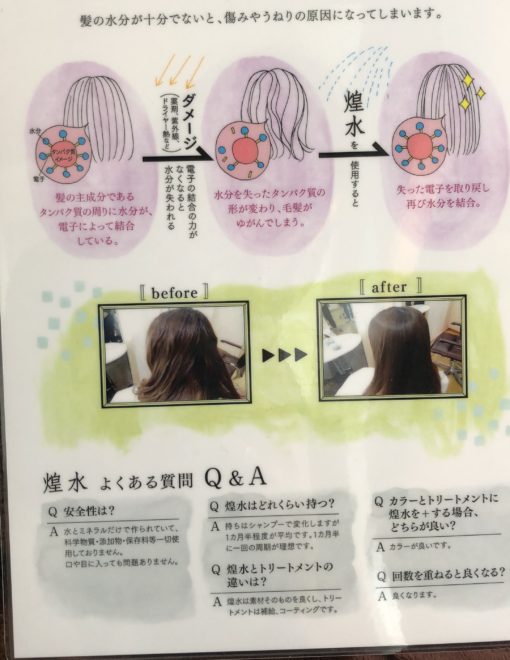 髪の水分が十分でないと、傷みやうねりの原因になってしまいます。
水分
タンパク質
イメージ
電子
髪の主成分である
タンパク質の周りに水分が、
電子によって結合
している。
ダメージ
(薬剤、紫外線、
ドライヤー熱など)
電子の結合の力が
なくなると
水分が失われる
水分を失ったタンパク質の
形が変わり、毛髪が
ゆがんでしまう。
煌水を
使用すると
失った電子を取り戻し
再び水分を結合。
〚 before 〛
〚 after 〛
煌水 よくある質問 Q & A
Q 安全性は?
A 水とミネラルだけで作られていて、
科学物質・添加物・保存料等一切使
用しておりません。
口や目に入っても問題ありません。
Q 煌水はどれくらい持つ?
A 持ちはシャンプーで変化しますが
1カ月半程度が平均です。1カ月半
に一回の周期が理想です。
Q 煌水とトリートメントの
違いは?
A 煌水は素材そのものを良くし、トリー
トメントは補給、コーティングです。
Q カラーとトリートメントに
煌水を+する場合、
どちらが良い?
A カラーが良いです。
Q 回数を重ねると良くなる?
A 良くなります。